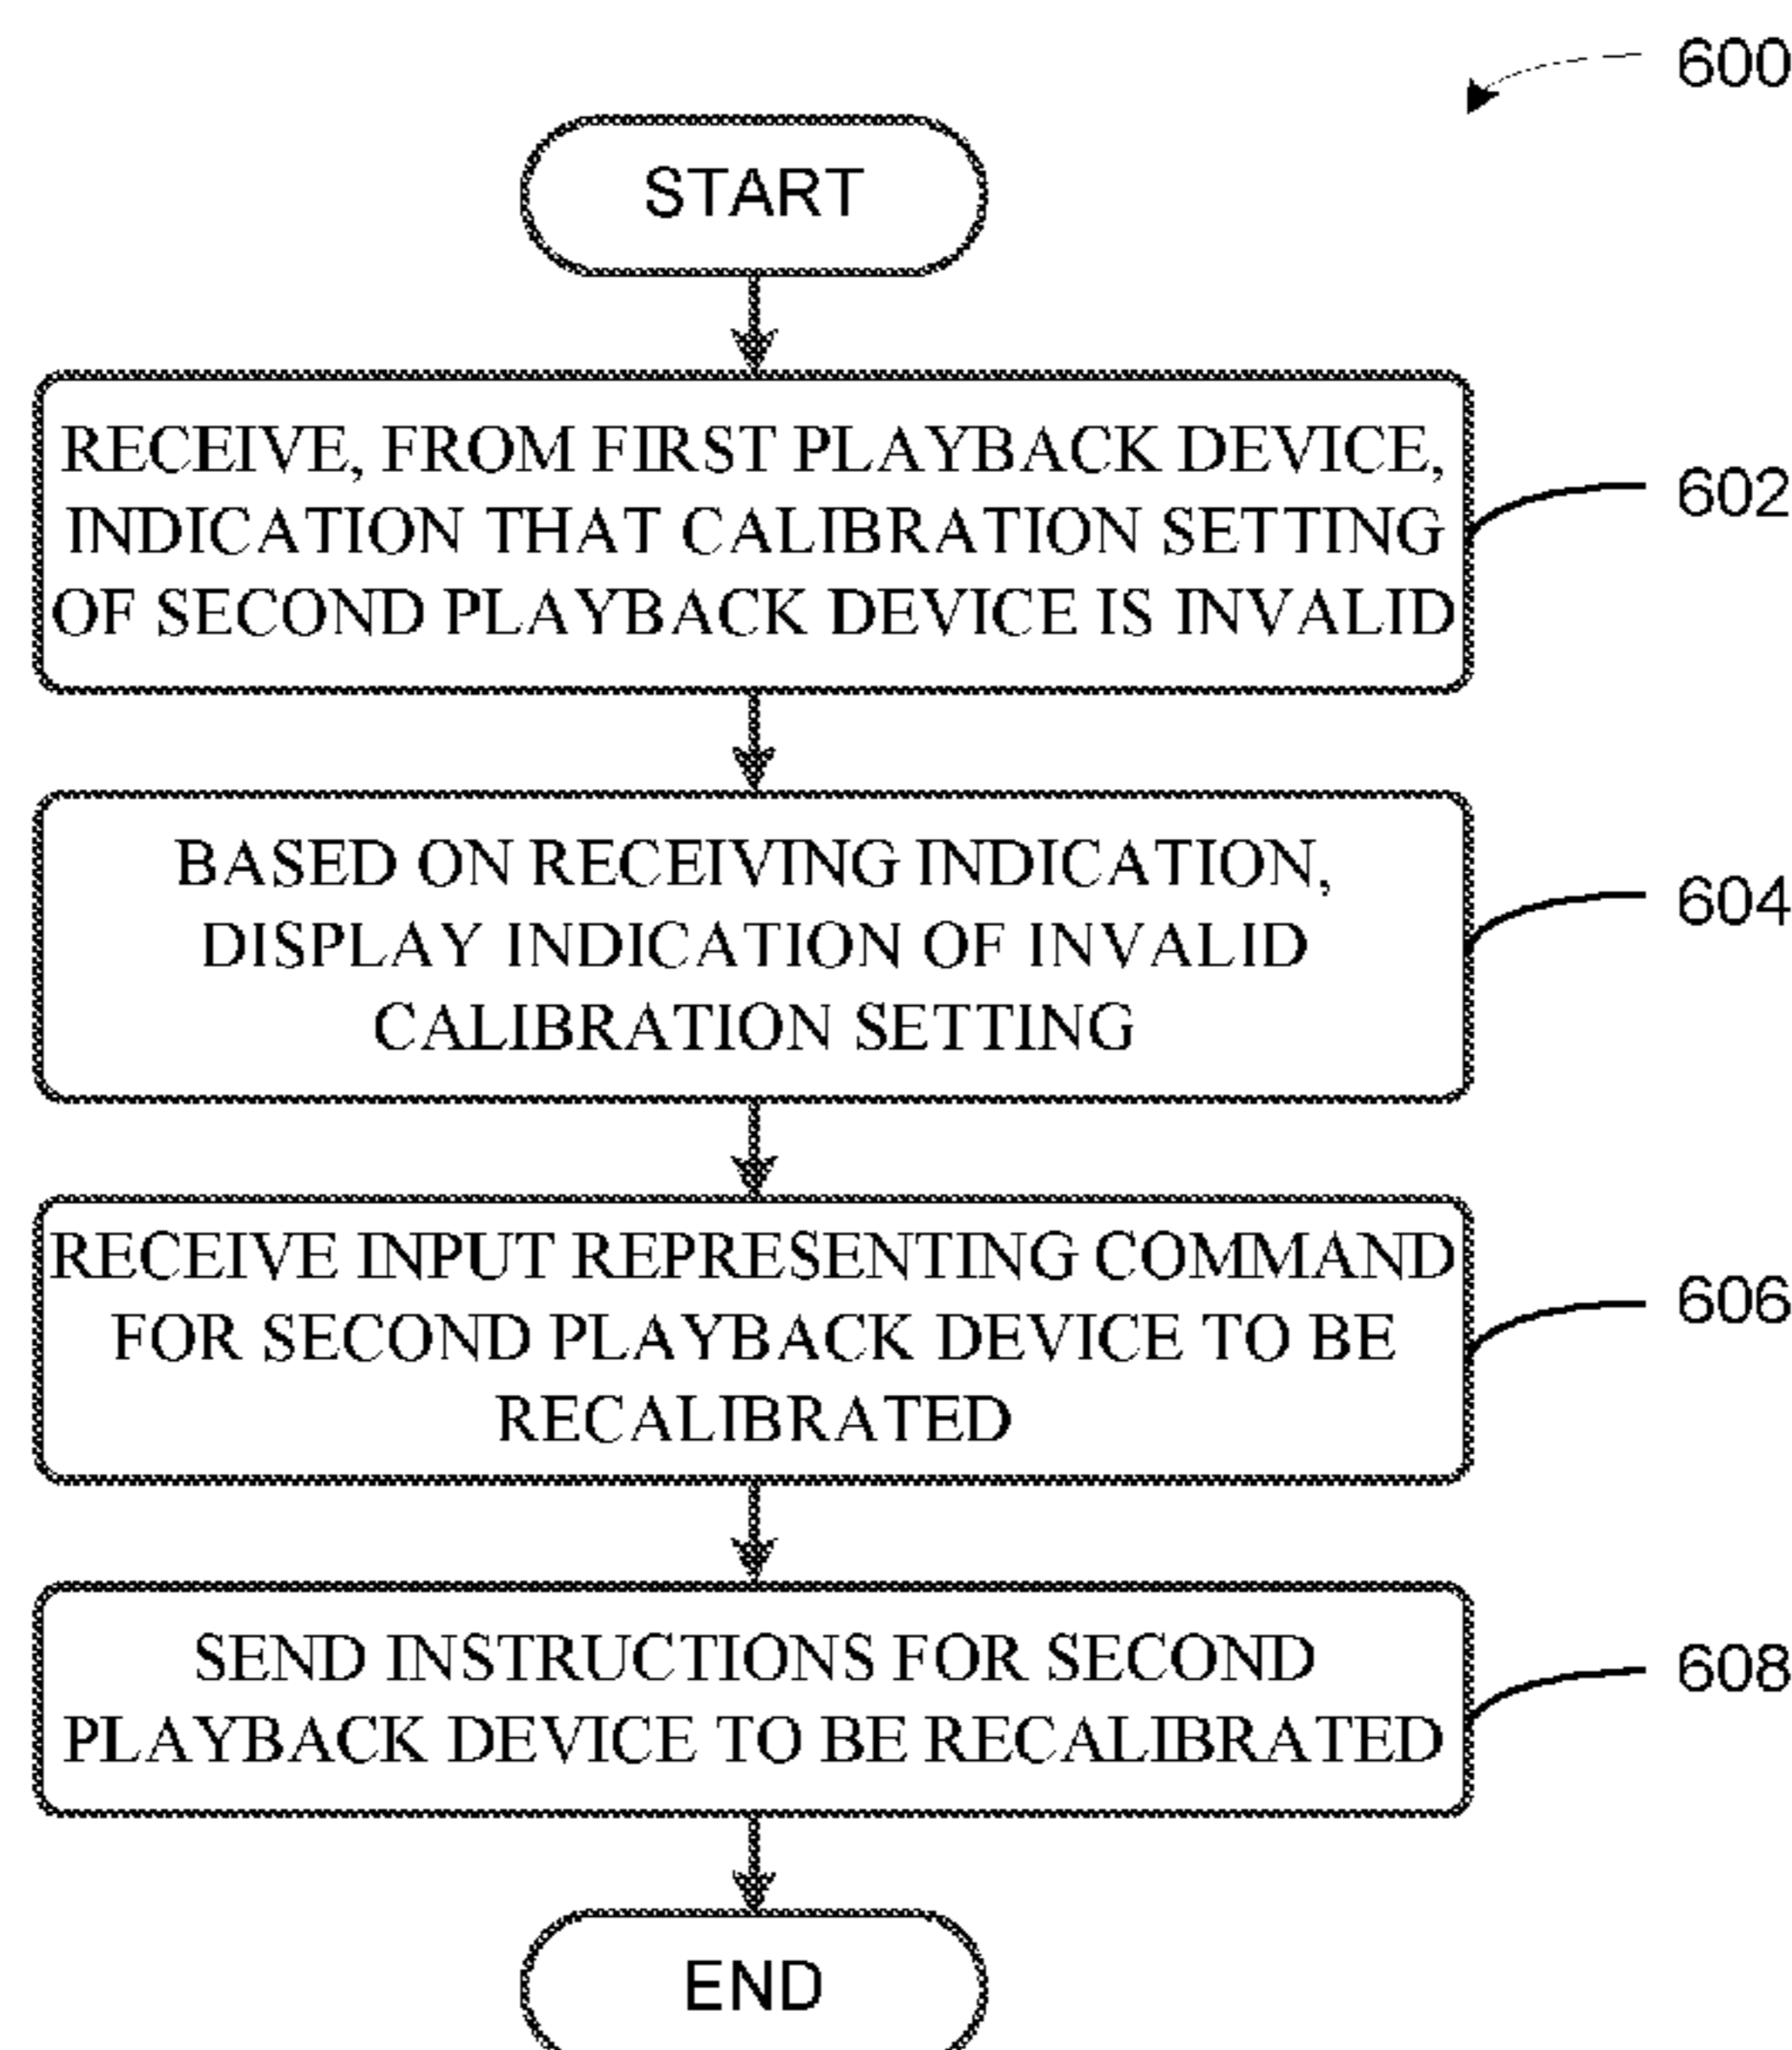 600
START
RECEIVE, FROM FIRST PLAYBACK DEVICE,
INDICATION THAT CALIBRATION SETTING
OF SECOND PLAYBACK DEVICE IS INVALID
602
BASED ON RECEIVING INDICATION,
DISPLAY INDICATION OF INVALID
CALIBRATION SETTING
604
RECEIVE INPUT REPRESENTING COMMAND
FOR SECOND PLAYBACK DEVICE TO BE
RECALIBRATED
606
SEND INSTRUCTIONS FOR SECOND
PLAYBACK DEVICE TO BE RECALIBRATED
608
END